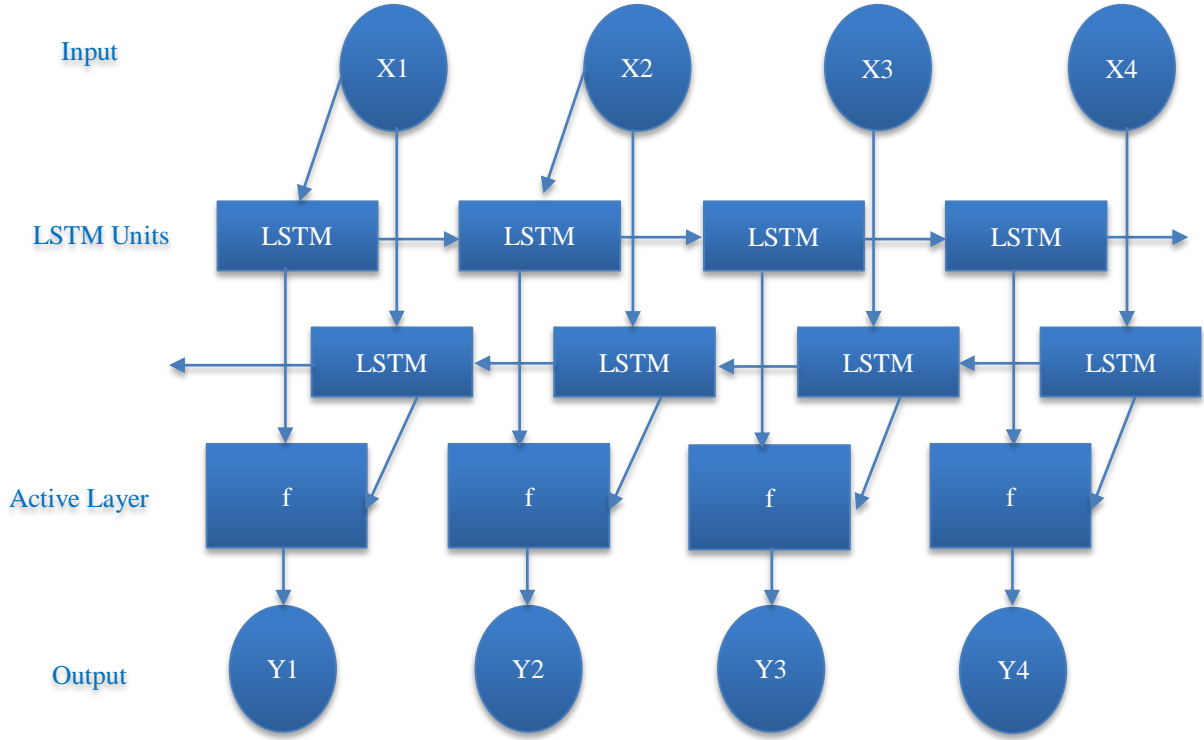 Input
X1
X2
X3
X4
LSTM Units
LSTM
LSTM
LSTM
LSTM
LSTM
LSTM
LSTM
LSTM
Active Layer
f
f
f
f
Output
Y1
Y2
Y3
Y4